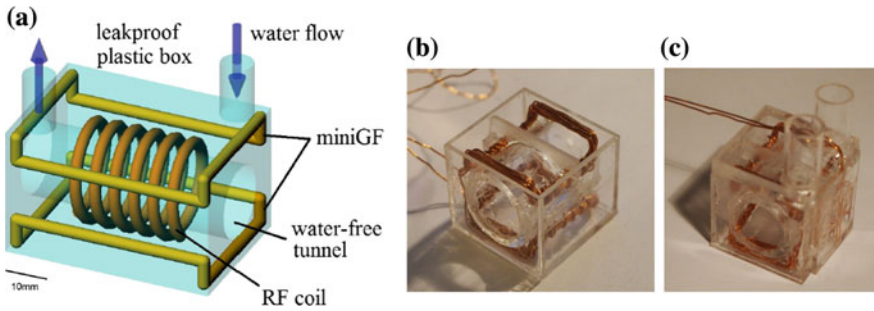 (a)
leakproof
plastic box
water flow
miniGF
water-free
tunnel
RF coil
10mm
(b)
(c)